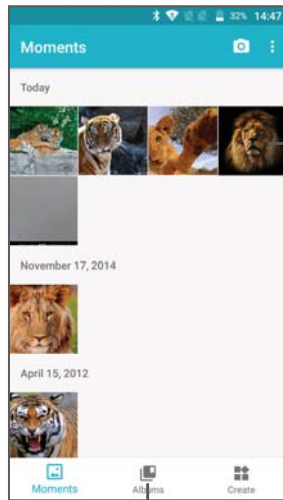 32% 14:47
Moments
Today
November 17, 2014
April 15, 2012
Moments Albums Create